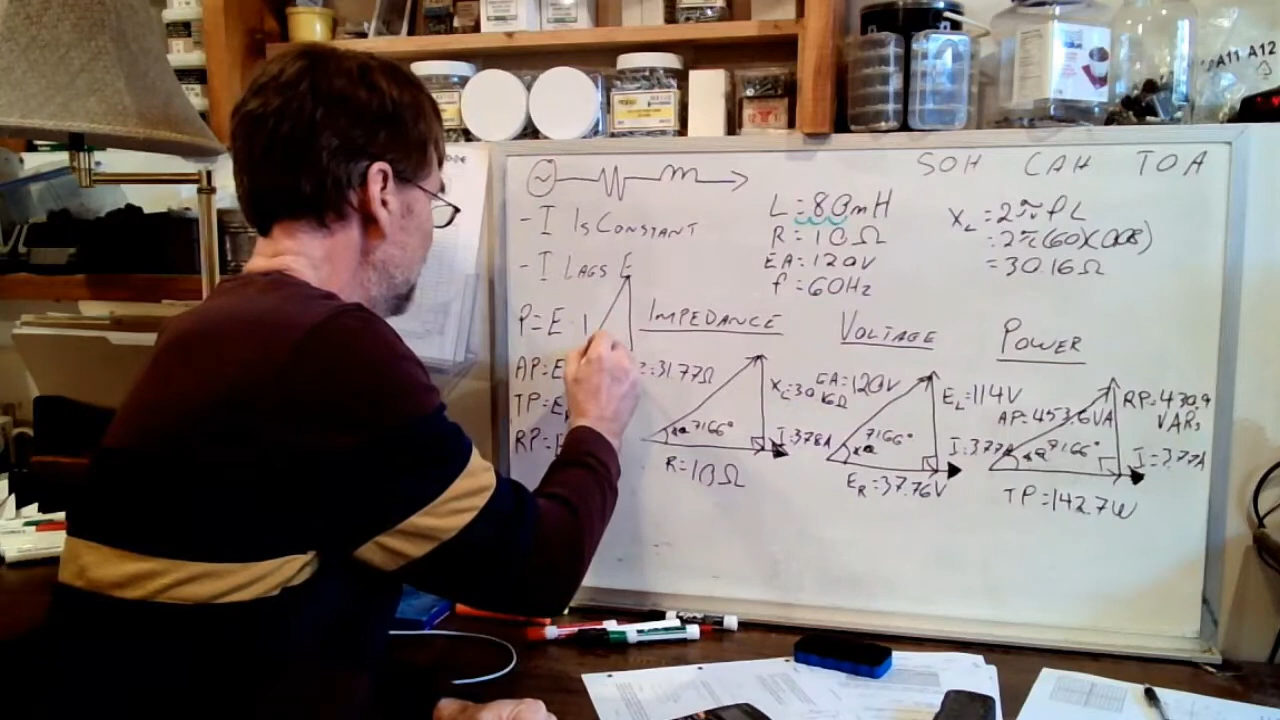 SOH CAH TOA
- I IS CONSTANT
- I LAGS E
L=80mH
R=10Ω
EA=120V
f=60Hz
XL=2πfL
=2π(60)(.008)
=30.16Ω
P=E·I
AP=E
TP=E
RP=E
IMPEDANCE
Z=31.77Ω
XL=30.16Ω
71.66°
R=10Ω
I=3.78A
VOLTAGE
EA=120V
EL=114V
71.66°
ER=37.76V
I=3.77A
POWER
AP=453.6VA
RP=430.9
VARs
71.66°
I=3.77A
TP=142.7W
A11 A12